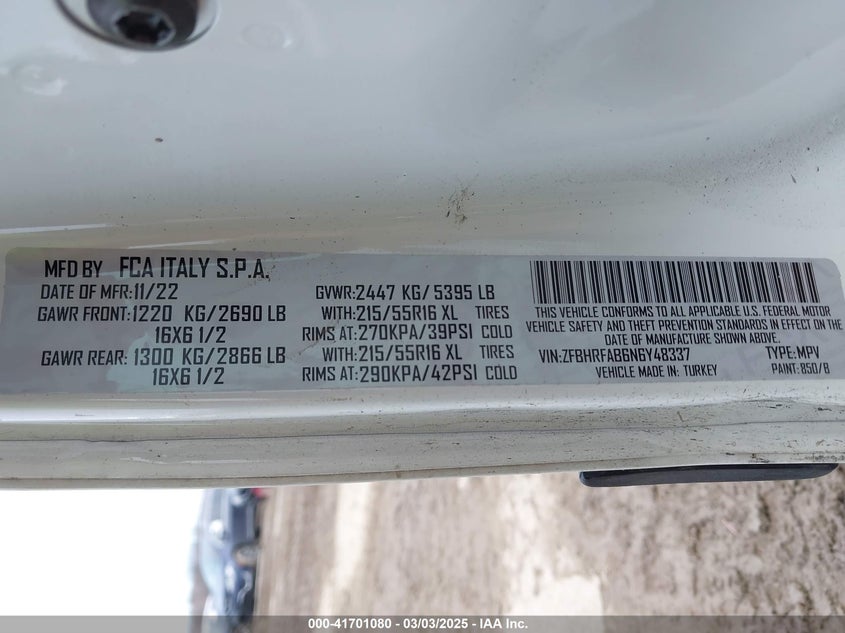 MFD BY FCA ITALY S.P.A.
DATE OF MFR:11/22 GVWR:2447 KG/ 5395 LB
GAWR FRONT:1220 KG/2690 LB WITH:215/55R16 XL TIRES
16X6 1/2 RIMS AT:270KPA/39PSI COLD
GAWR REAR:1300 KG/2866 LB WITH:215/55R16 XL TIRES
16X6 1/2 RIMS AT:290KPA/42PSI COLD
THIS VEHICLE CONFORMS TO ALL APPLICABLE U.S. FEDERAL MOTOR
VEHICLE SAFETY AND THEFT PREVENTION STANDARDS IN EFFECT ON THE
DATE OF MANUFACTURE SHOWN ABOVE.
VIN:ZFBHRFAB6N6Y48337 TYPE:MPV
VEHICLE MADE IN: TURKEY PAINT:850/B
000-41701080 - 03/03/2025 - IAA Inc.